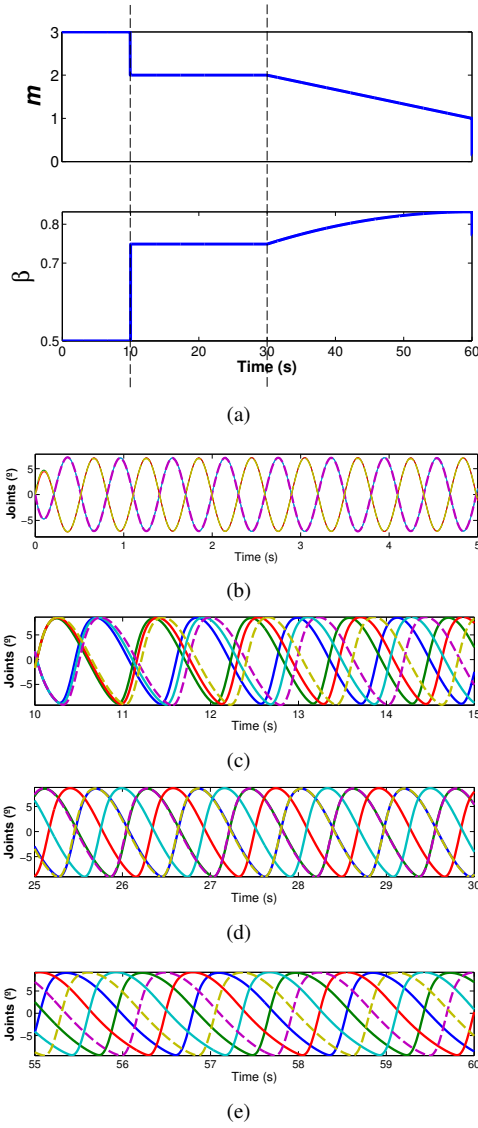 3
2
1
0
m
0.8
0.7
0.5
β
0 10 20 30 40 50 60
Time (s)
(a)
5
0
−5
Joints (º)
0 1 2 3 4 5
Time (s)
(b)
5
0
−5
Joints (º)
10 11 12 13 14 15
Time (s)
(c)
5
0
−5
Joints (º)
25 26 27 28 29 30
Time (s)
(d)
5
0
−5
Joints (º)
55 56 57 58 59 60
Time (s)
(e)